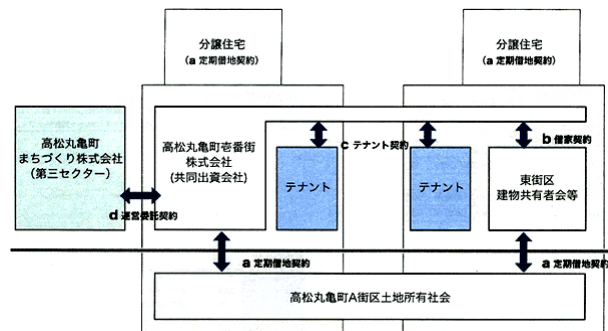 分譲住宅
(a 定期借地契約)
分譲住宅
(a 定期借地契約)
高松丸亀町
まちづくり株式会社
(第三セクター)
高松丸亀町壱番街
株式会社
(共同出資会社)
c テナント契約
b 借家契約
テナント
テナント
東街区
建物共有者会等
d 運営委託契約
a 定期借地契約
a 定期借地契約
高松丸亀町A街区土地所有社会